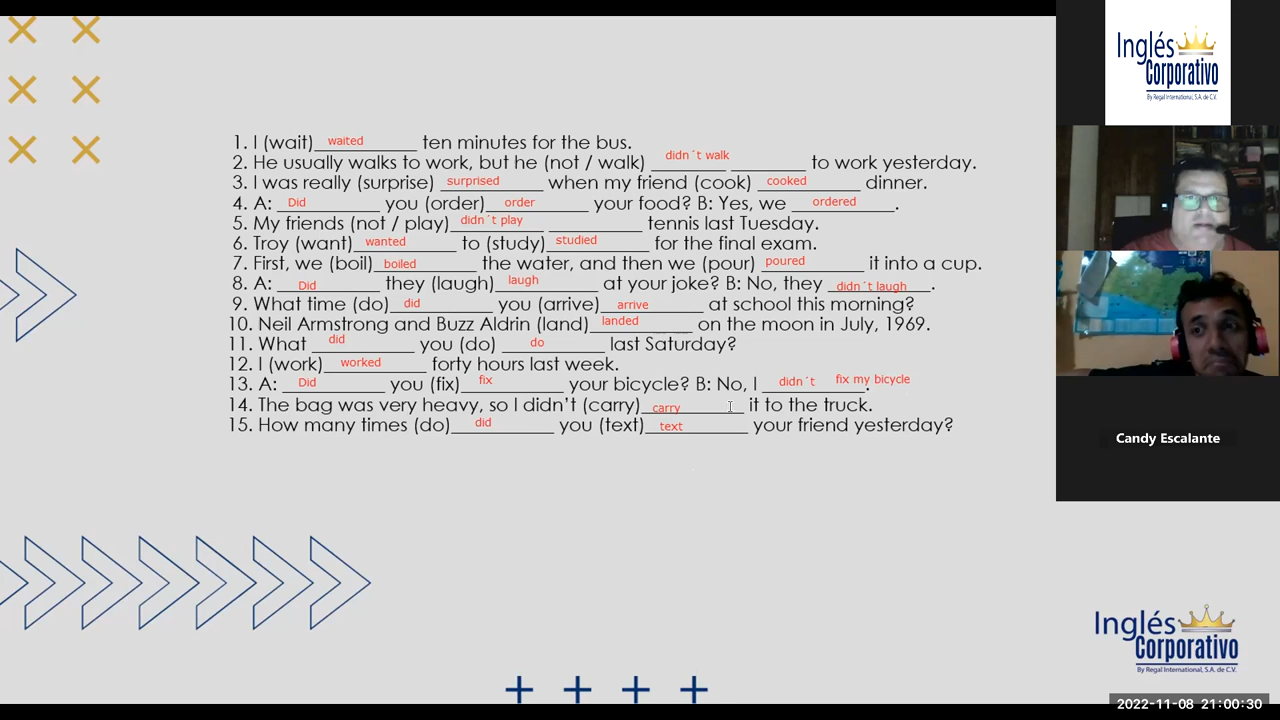 Inglés
Corporativo
By Regal International, S.A. de C.V.
1. I (wait) waited ten minutes for the bus.
2. He usually walks to work, but he (not / walk) didn´t walk to work yesterday.
3. I was really (surprise) surprised when my friend (cook) cooked dinner.
4. A: Did you (order) order your food? B: Yes, we ordered.
5. My friends (not / play) didn´t play tennis last Tuesday.
6. Troy (want) wanted to (study) studied for the final exam.
7. First, we (boil) boiled the water, and then we (pour) poured it into a cup.
8. A: Did they (laugh) laugh at your joke? B: No, they didn´t laugh.
9. What time (do) did you (arrive) arrive at school this morning?
10. Neil Armstrong and Buzz Aldrin (land) landed on the moon in July, 1969.
11. What did you (do) do last Saturday?
12. I (work) worked forty hours last week.
13. A: Did you (fix) fix your bicycle? B: No, I didn´t fix my bicycle.
14. The bag was very heavy, so I didn’t (carry) carry it to the truck.
15. How many times (do) did you (text) text your friend yesterday?
Candy Escalante
Inglés
Corporativo
By Regal International, S.A. de C.V.
2022-11-08 21:00:30